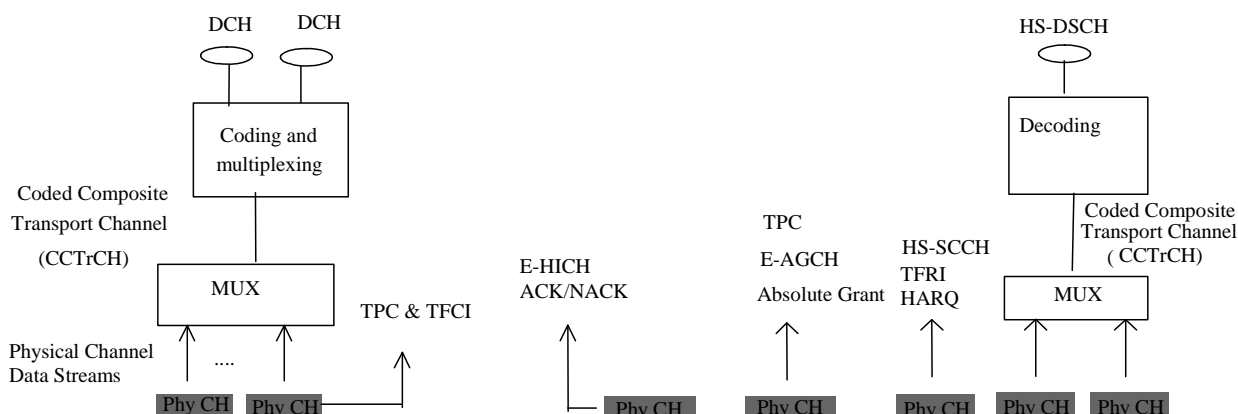 DCH
DCH
Coding and
multiplexing
Coded Composite
Transport Channel
(CCTrCH)
MUX
TPC & TFCI
Physical Channel
Data Streams
....
Phy CH
Phy CH
E-HICH
ACK/NACK
Phy CH
TPC
E-AGCH
Absolute Grant
Phy CH
HS-SCCH
TFRI
HARQ
Phy CH
HS-DSCH
Decoding
Coded Composite
Transport Channel
( CCTrCH)
MUX
Phy CH
Phy CH